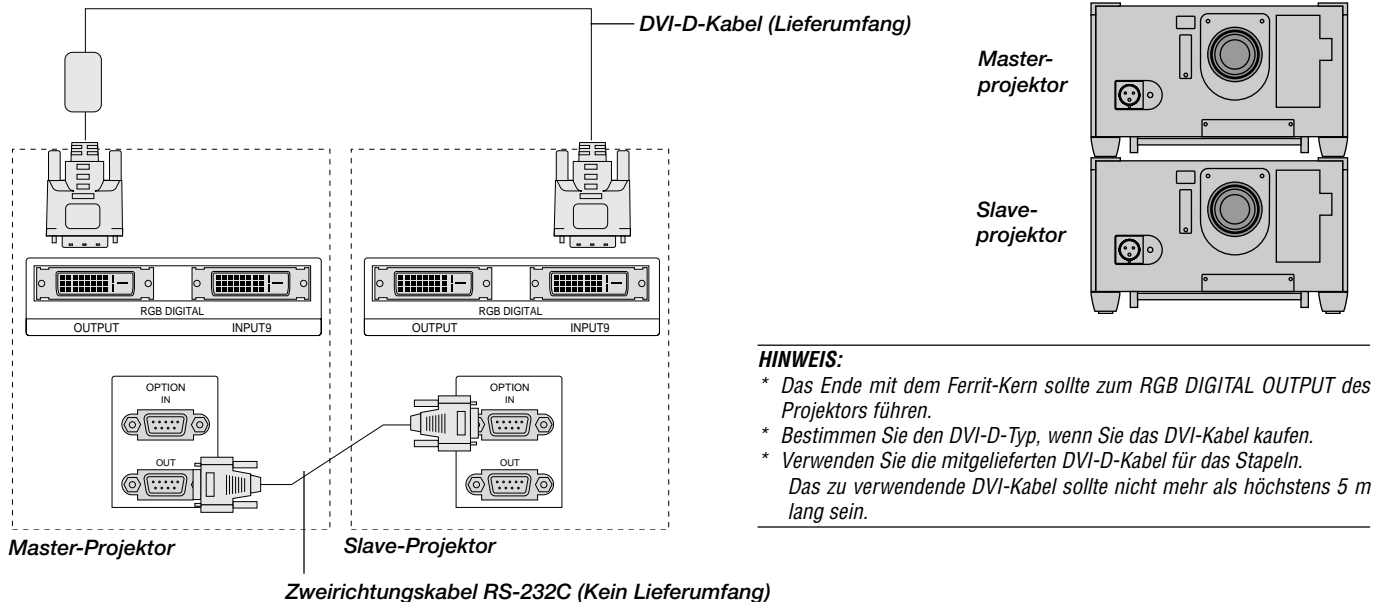 DVI-D-Kabel (Lieferumfang)
RGB DIGITAL
OUTPUT INPUT9
OPTION
IN
OUT
Master-Projektor
RGB DIGITAL
OUTPUT INPUT9
OPTION
IN
OUT
Slave-Projektor
Zweirichtungskabel RS-232C (Kein Lieferumfang)
Master-
projektor
Slave-
projektor
HINWEIS:
* Das Ende mit dem Ferrit-Kern sollte zum RGB DIGITAL OUTPUT des
Projektors führen.
* Bestimmen Sie den DVI-D-Typ, wenn Sie das DVI-Kabel kaufen.
* Verwenden Sie die mitgelieferten DVI-D-Kabel für das Stapeln.
Das zu verwendende DVI-Kabel sollte nicht mehr als höchstens 5 m
lang sein.